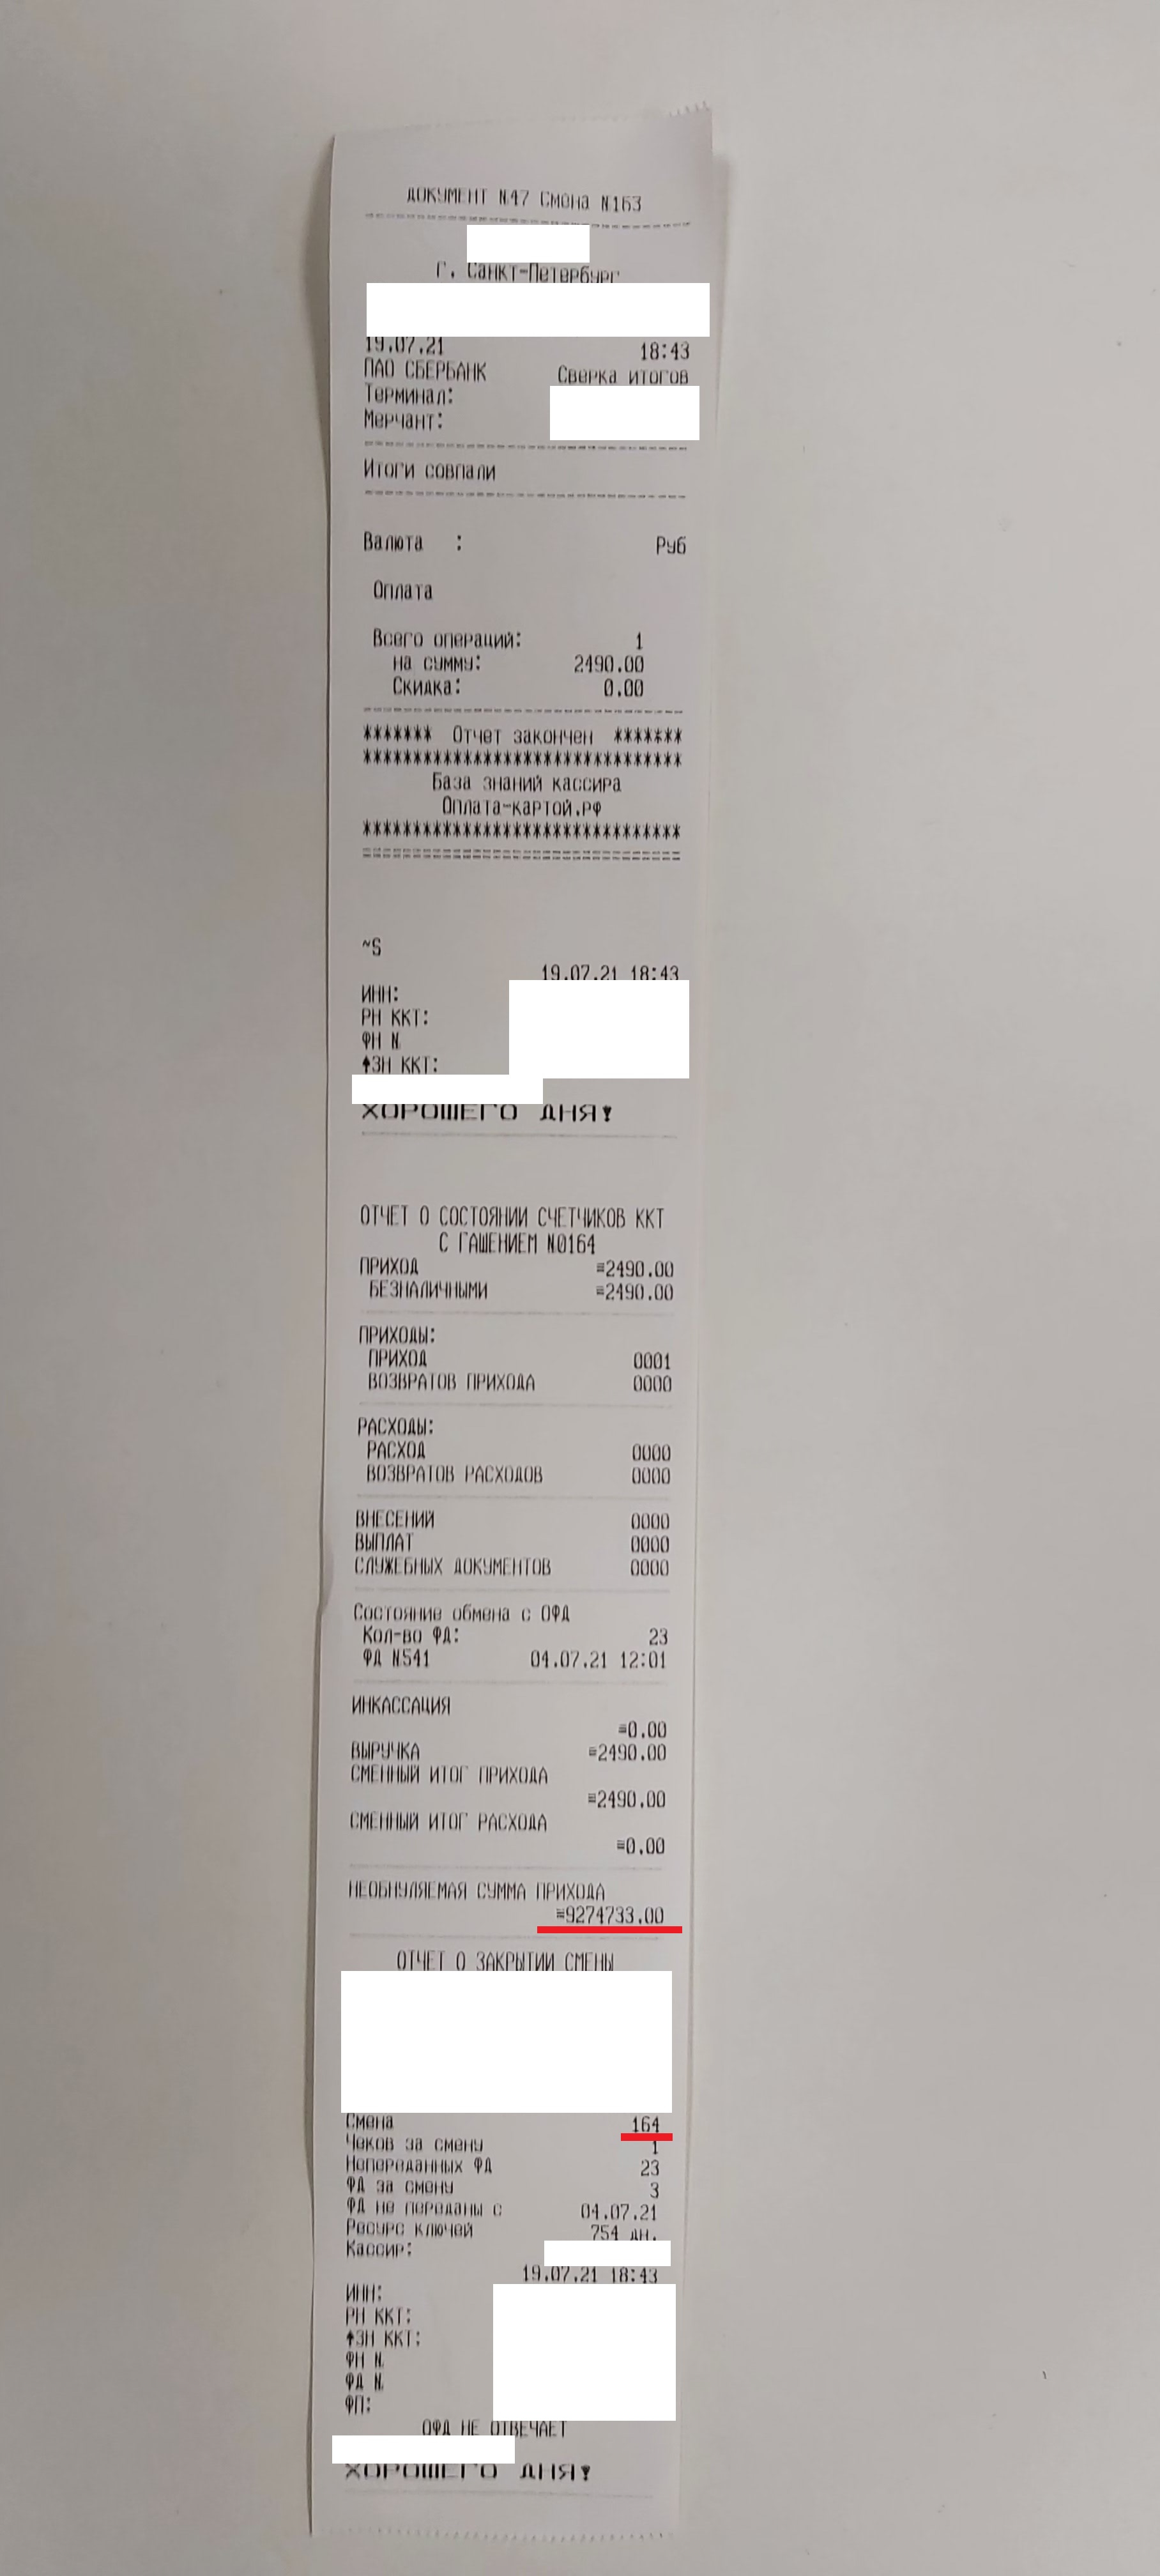 ДОКУМЕНТ N47 Смена N163
г. Санкт-Петербург
19.07.21 18:43
ПАО СБЕРБАНК Сверка итогов
Терминал:
Мерчант:
Итоги совпали
Валюта : Руб
Оплата
Всего операций: 1
на сумму: 2490.00
Скидка: 0.00
******* Отчет закончен *******
********************************
База знаний кассира
Оплата-картой.рф
********************************
================================
~S
19.07.21 18:43
ИНН:
РН ККТ:
ФН N
↑ЗН ККТ:
ХОРОШЕГО ДНЯ!
ОТЧЕТ О СОСТОЯНИИ СЧЕТЧИКОВ ККТ
С ГАШЕНИЕМ N0164
ПРИХОД ≡2490.00
БЕЗНАЛИЧНЫМИ ≡2490.00
ПРИХОДЫ:
ПРИХОД 0001
ВОЗВРАТОВ ПРИХОДА 0000
РАСХОДЫ:
РАСХОД 0000
ВОЗВРАТОВ РАСХОДОВ 0000
ВНЕСЕНИЙ 0000
ВЫПЛАТ 0000
СЛУЖЕБНЫХ ДОКУМЕНТОВ 0000
Состояние обмена с ОФД
Кол-во ФД: 23
ФД N541 04.07.21 12:01
ИНКАССАЦИЯ
≡0.00
ВЫРУЧКА ≡2490.00
СМЕННЫЙ ИТОГ ПРИХОДА
≡2490.00
СМЕННЫЙ ИТОГ РАСХОДА
≡0.00
НЕОБНУЛЯЕМАЯ СУММА ПРИХОДА
≡9274733.00
ОТЧЕТ О ЗАКРЫТИИ СМЕНЫ
Смена 164
Чеков за смену 1
Непереданных ФД 23
ФД за смену 3
ФД не переданы с 04.07.21
Ресурс ключей 754 дн.
Кассир:
19.07.21 18:43
ИНН:
РН ККТ:
↑ЗН ККТ:
ФН N
ФД N
ФП:
ОФД НЕ ОТВЕЧАЕТ
ХОРОШЕГО ДНЯ!